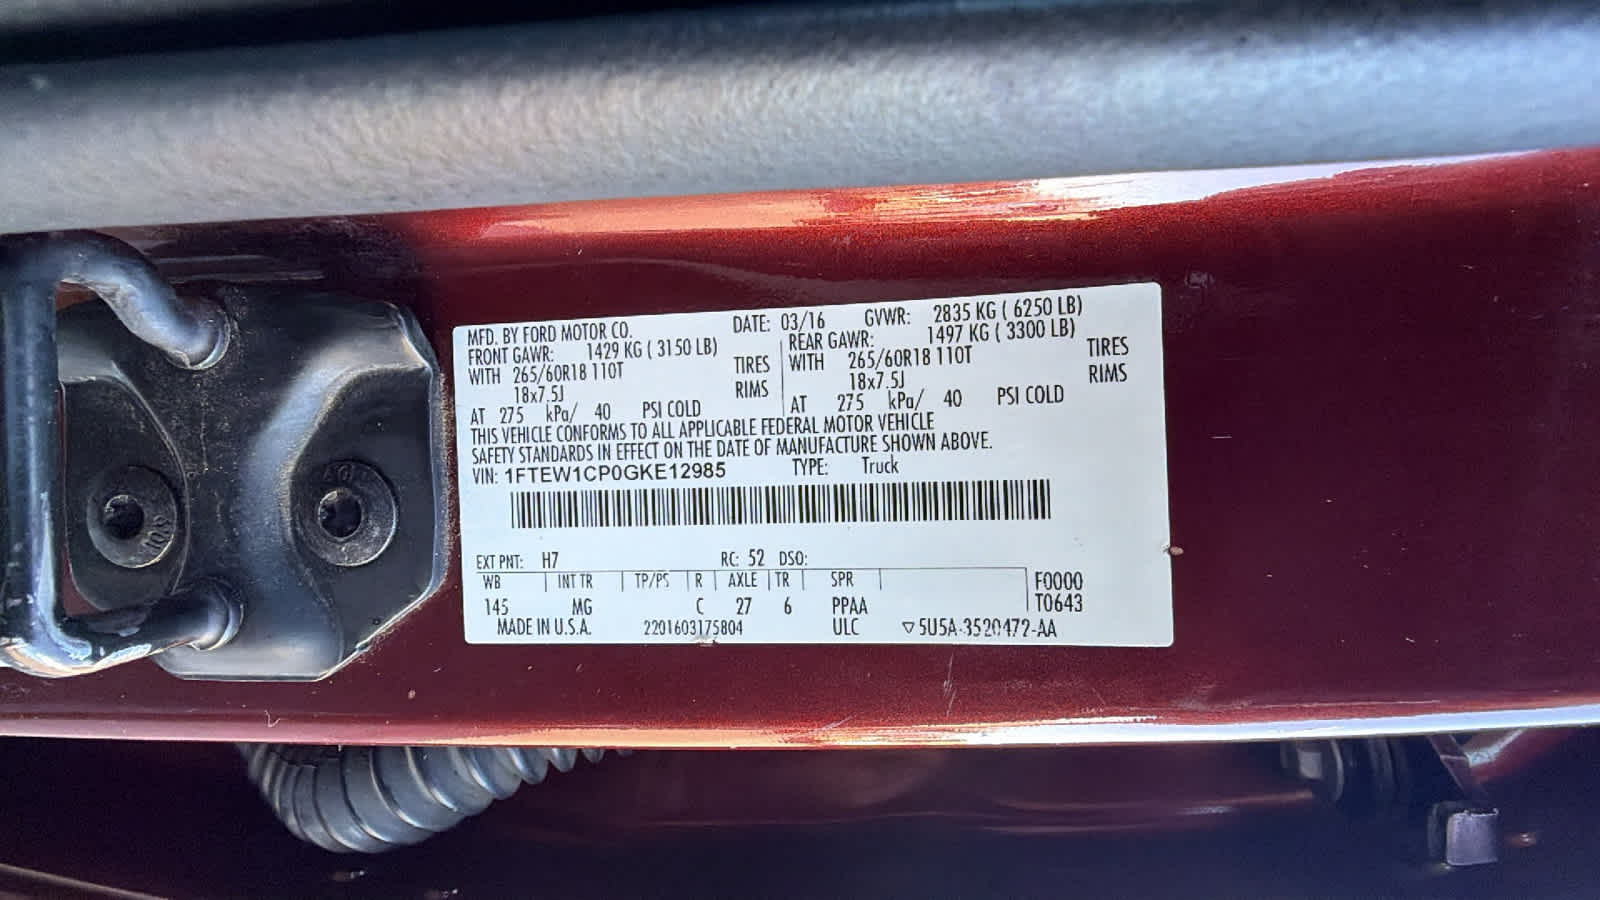 MFD. BY FORD MOTOR CO. DATE: 03/16 GVWR: 2835 KG ( 6250 LB)
FRONT GAWR: 1429 KG ( 3150 LB) REAR GAWR: 1497 KG ( 3300 LB)
WITH 265/60R18 110T TIRES WITH 265/60R18 110T TIRES
18x7.5J RIMS 18x7.5J RIMS
AT 275 kPa/ 40 PSI COLD AT 275 kPa/ 40 PSI COLD
THIS VEHICLE CONFORMS TO ALL APPLICABLE FEDERAL MOTOR VEHICLE
SAFETY STANDARDS IN EFFECT ON THE DATE OF MANUFACTURE SHOWN ABOVE.
VIN: 1FTEW1CP0GKE12985 TYPE: Truck
EXT PNT: H7 RC: 52 DSO:
WB INT TR TP/PS R AXLE TR SPR F0000
145 MG C 27 6 PPAA T0643
MADE IN U.S.A. 2201603175804 ULC ▽5U5A-3520472-AA